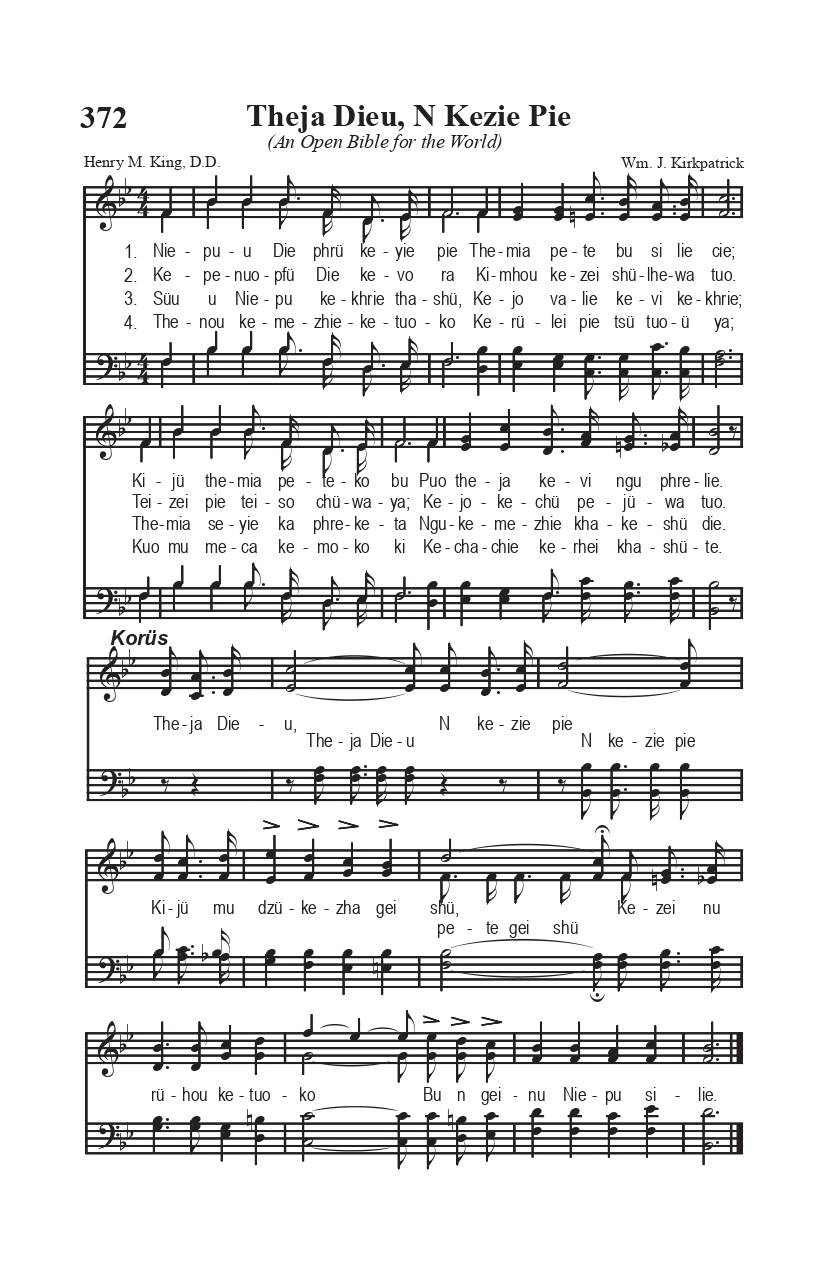 372
Theja Dieu, N Kezie Pie
(An Open Bible for the World)
Henry M. King, D.D.
Wm. J. Kirkpatrick
1. Nie - pu - u Die phrü ke - yie pie The-mia pe - te bu si lie cie;
2. Ke - pe - nuo - pfü Die ke - vo ra Ki-mhou ke - zei shü-lhe-wa tuo.
3. Süu u Nie - pu ke - khrie tha - shü, Ke - jo va - lie ke - vi ke - khrie;
4. The - nou ke - me - zhie - ke - tuo - ko Ke - rü - lei pie tsü tuo - ü ya;
Ki - jü the-mia pe - te - ko bu Puo the - ja ke - vi ngu phre - lie.
Tei - zei pie tei - so chü - wa - ya; Ke - jo - ke - chü pe - jü - wa tuo.
The-mia se - yie ka phre - ke - ta Ngu - ke - me - zhie kha - ke - shü die.
Kuo mu me - ca ke - mo - ko ki Ke - cha - chie ke - rhei kha - shü - te.
Korüs
The - ja Die - u, N ke - zie pie
The - ja Die - u N ke - zie pie
Ki - jü mu dzü - ke - zha gei shü, Ke - zei nu
pe - te gei shü
rü - hou ke - tuo - ko Bu n gei - nu Nie - pu si - lie.